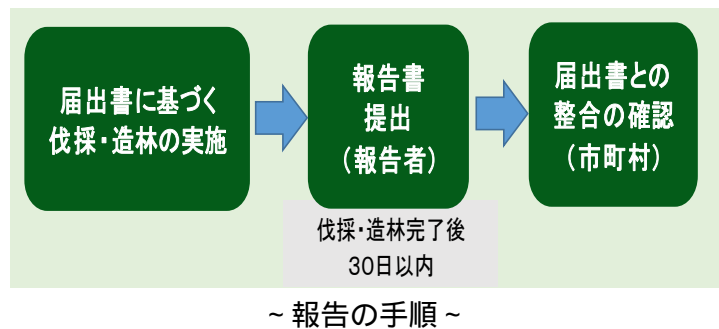 届出書に基づく
伐採・造林の実施
報告書
提出
（報告者）
届出書との
整合の確認
（市町村）
伐採・造林完了後
30日以内
~ 報告の手順 ~